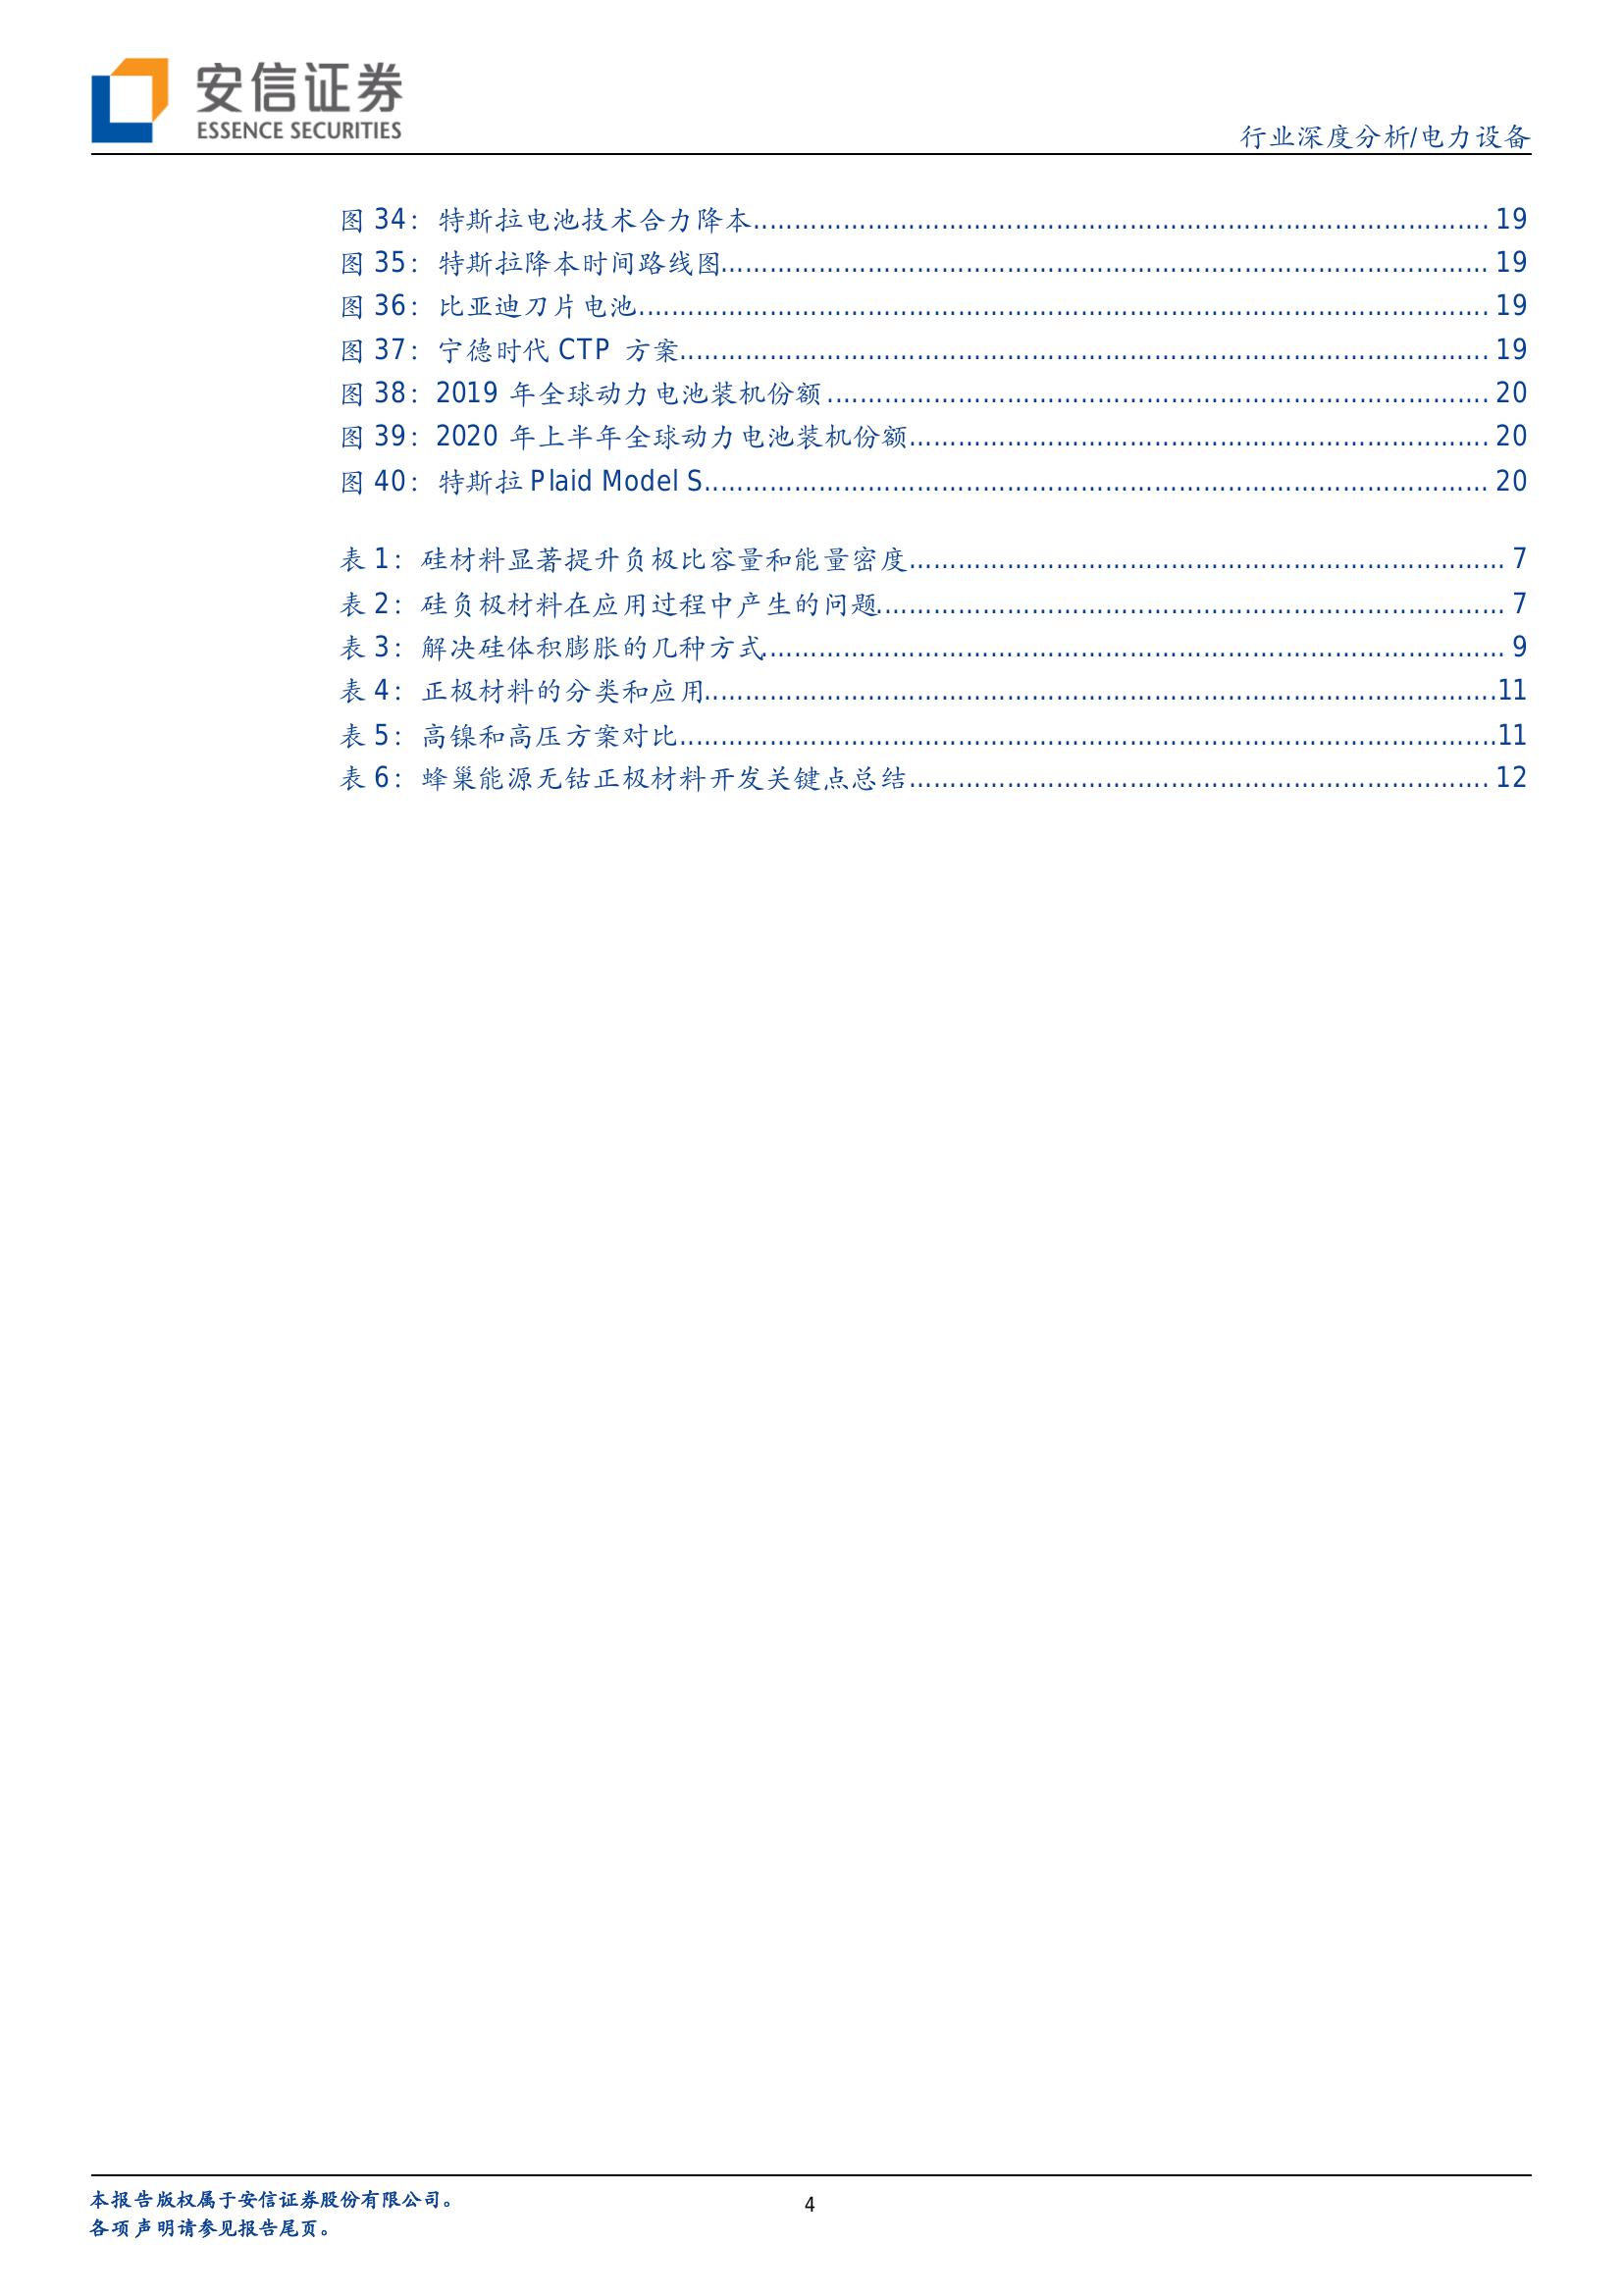 安信证券
ESSENCE SECURITIES
行业深度分析/电力设备
图 34：特斯拉电池技术合力降本........................................ 19
图 35：特斯拉降本时间路线图........................................ 19
图 36：比亚迪刀片电池........................................ 19
图 37：宁德时代 CTP 方案........................................ 19
图 38：2019 年全球动力电池装机份额........................................ 20
图 39：2020 年上半年全球动力电池装机份额........................................ 20
图 40：特斯拉 Plaid Model S........................................ 20
表 1：硅材料显著提升负极比容量和能量密度........................................ 7
表 2：硅负极材料在应用过程中产生的问题........................................ 7
表 3：解决硅体积膨胀的几种方式........................................ 9
表 4：正极材料的分类和应用........................................11
表 5：高镍和高压方案对比........................................11
表 6：蜂巢能源无钴正极材料开发关键点总结........................................ 12
本报告版权属于安信证券股份有限公司。
各项声明请参见报告尾页。
4